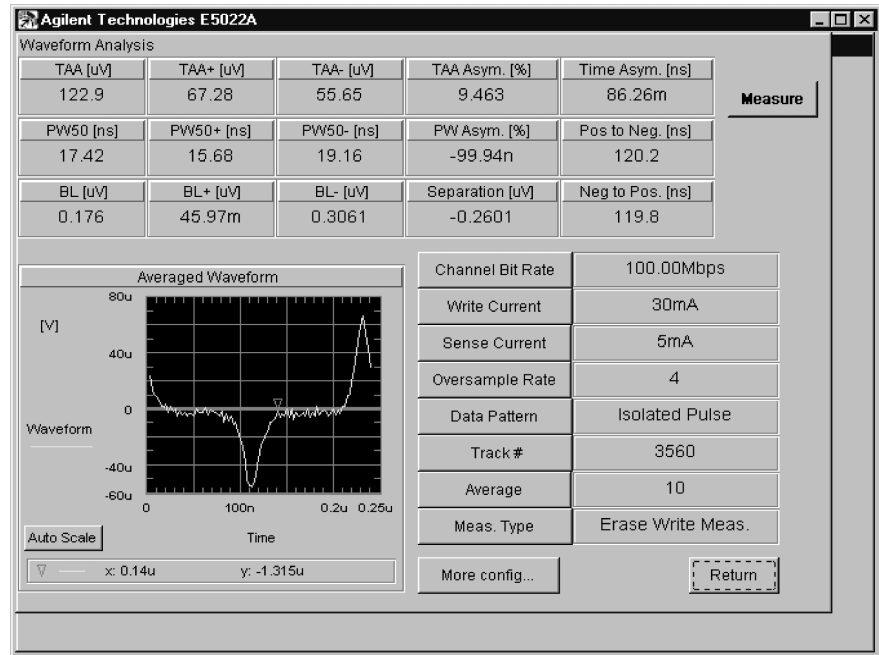 Agilent Technologies E5022A
Waveform Analysis
TAA [uV] TAA+ [uV] TAA- [uV] TAA Asym. [%] Time Asym. [ns]
122.9 67.28 55.65 9.463 86.26m
Measure
PW50 [ns] PW50+ [ns] PW50- [ns] PW Asym. [%] Pos to Neg. [ns]
17.42 15.68 19.16 -99.94n 120.2
BL [uV] BL+ [uV] BL- [uV] Separation [uV] Neg to Pos. [ns]
0.176 45.97m 0.3061 -0.2601 119.8
Averaged Waveform
80u
[V]
40u
0
Waveform
-40u
-60u
0 100n 0.2u 0.25u
Auto Scale
Time
x: 0.14u y: -1.315u
Channel Bit Rate 100.00Mbps
Write Current 30mA
Sense Current 5mA
Oversample Rate 4
Data Pattern Isolated Pulse
Track # 3560
Average 10
Meas. Type Erase Write Meas.
More config... Return